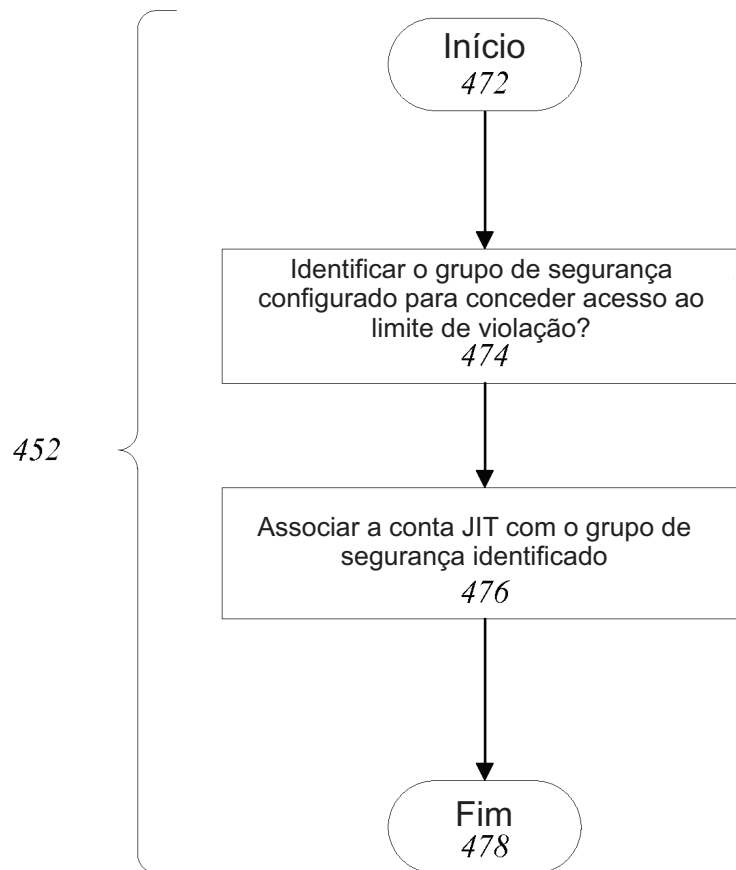 Início
472
Identificar o grupo de segurança
configurado para conceder acesso ao
limite de violação?
474
452
Associar a conta JIT com o grupo de
segurança identificado
476
Fim
478